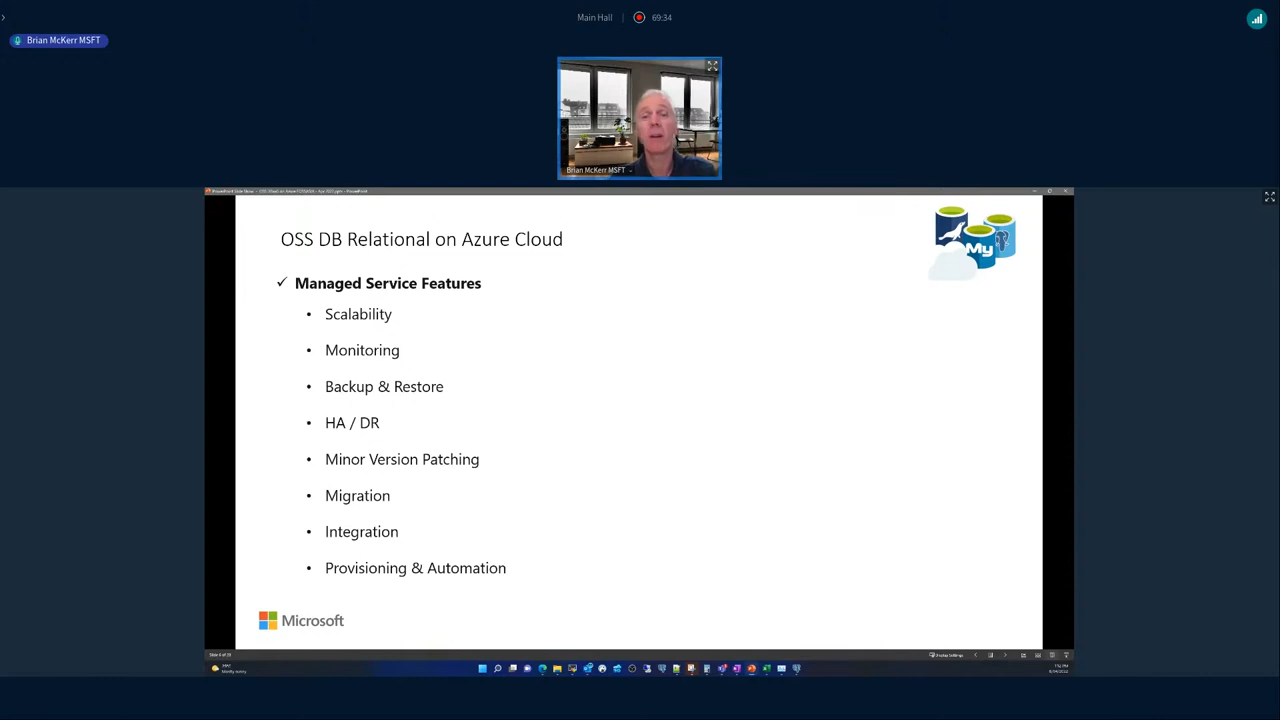 Main Hall
69:34
Brian McKerr MSFT
Brian McKerr MSFT
OSS DB Relational on Azure Cloud
My
✓ Managed Service Features
• Scalability
• Monitoring
• Backup & Restore
• HA / DR
• Minor Version Patching
• Migration
• Integration
• Provisioning & Automation
Microsoft